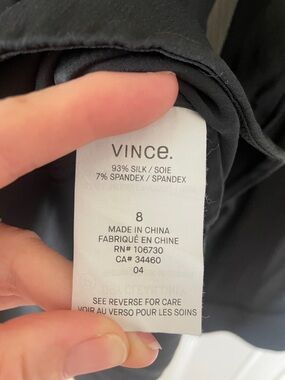 VINCE.
93% SILK / SOIE
7% SPANDEX / SPANDEX
8
MADE IN CHINA
FABRIQUÉ EN CHINE
RN# 106730
CA# 34460
04
SEE REVERSE FOR CARE
VOIR AU VERSO POUR LES SOINS